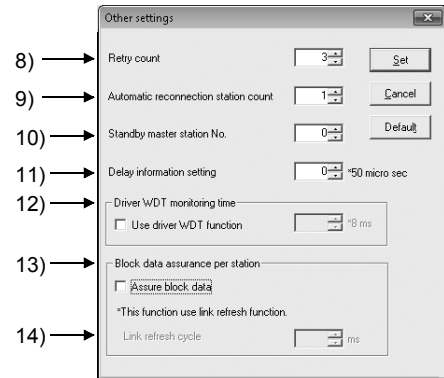 Other settings
8) Retry count 3 Set
9) Automatic reconnection station count 1 Cancel
10) Standby master station No. 0 Default
11) Delay information setting 0 *50 micro sec
12) Driver WDT monitoring time
Use driver WDT function *8 ms
13) Block data assurance per station
Assure block data
*This function use link refresh function.
14) Link refresh cycle ms